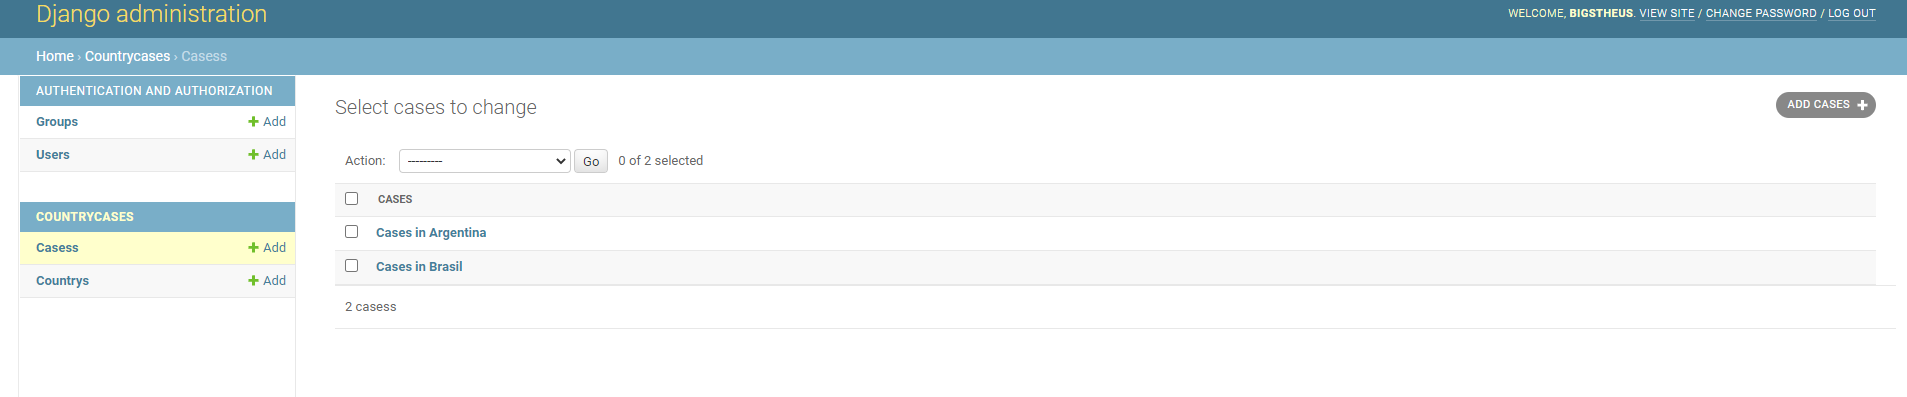 Django administration
WELCOME, BIGSTHEUS. VIEW SITE / CHANGE PASSWORD / LOG OUT
Home › Countrycases › Casess
AUTHENTICATION AND AUTHORIZATION
Groups + Add
Users + Add
COUNTRYCASES
Casess + Add
Countrys + Add
Select cases to change
ADD CASES +
Action: --------- Go 0 of 2 selected
CASES
Cases in Argentina
Cases in Brasil
2 casess